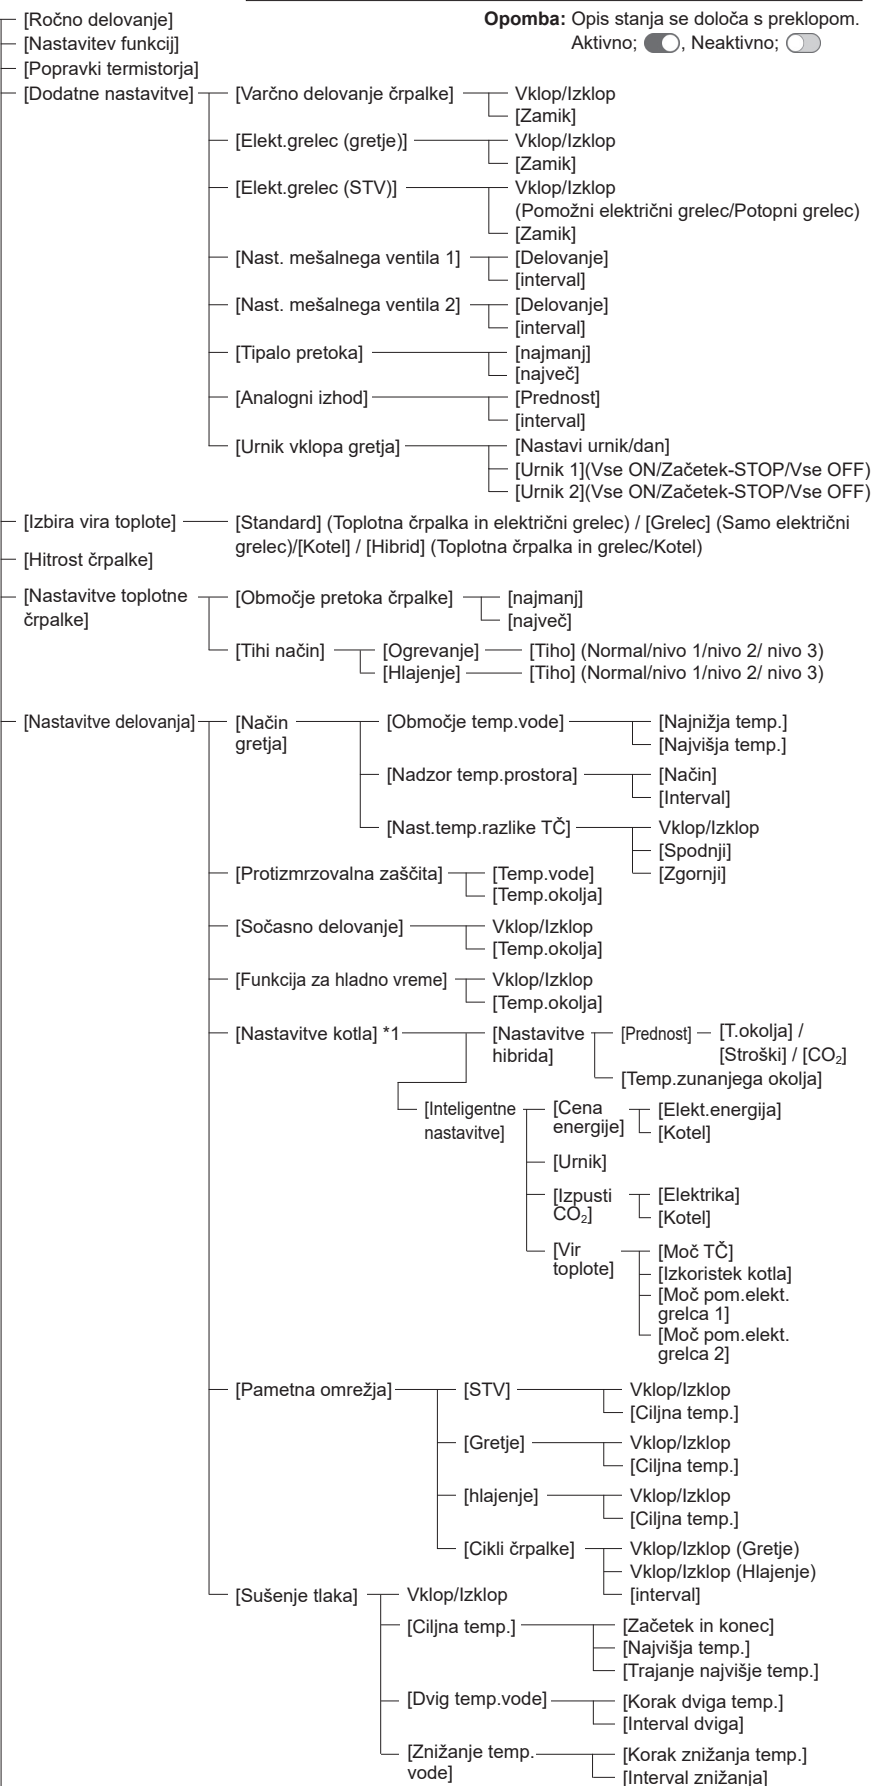 Opomba: Opis stanja se določa s preklopom.
Aktivno; , Neaktivno;
[Ročno delovanje]
[Nastavitev funkcij]
[Popravki termistorja]
[Dodatne nastavitve]
[Varčno delovanje črpalke]
Vklop/Izklop
[Zamik]
[Elekt.grelec (gretje)]
Vklop/Izklop
[Zamik]
[Elekt.grelec (STV)]
Vklop/Izklop
(Pomožni električni grelec/Potopni grelec)
[Zamik]
[Nast. mešalnega ventila 1]
[Delovanje]
[interval]
[Nast. mešalnega ventila 2]
[Delovanje]
[interval]
[Tipalo pretoka]
[najmanj]
[največ]
[Analogni izhod]
[Prednost]
[interval]
[Urnik vklopa gretja]
[Nastavi urnik/dan]
[Urnik 1](Vse ON/Začetek-STOP/Vse OFF)
[Urnik 2](Vse ON/Začetek-STOP/Vse OFF)
[Izbira vira toplote]
[Standard] (Toplotna črpalka in električni grelec) / [Grelec] (Samo električni
grelec)/[Kotel] / [Hibrid] (Toplotna črpalka in grelec/Kotel)
[Hitrost črpalke]
[Nastavitve toplotne
črpalke]
[Območje pretoka črpalke]
[najmanj]
[največ]
[Tihi način]
[Ogrevanje]
[Tiho] (Normal/nivo 1/nivo 2/ nivo 3)
[Hlajenje]
[Tiho] (Normal/nivo 1/nivo 2/ nivo 3)
[Nastavitve delovanja]
[Način
gretja]
[Območje temp.vode]
[Najnižja temp.]
[Najvišja temp.]
[Nadzor temp.prostora]
[Način]
[Interval]
[Nast.temp.razlike TČ]
Vklop/Izklop
[Spodnji]
[Zgornji]
[Protizmrzovalna zaščita]
[Temp.vode]
[Temp.okolja]
[Sočasno delovanje]
Vklop/Izklop
[Temp.okolja]
[Funkcija za hladno vreme]
Vklop/Izklop
[Temp.okolja]
[Nastavitve kotla] *1
[Nastavitve
hibrida]
[Prednost]
[T.okolja] /
[Stroški] / [CO₂]
[Temp.zunanjega okolja]
[Inteligentne
nastavitve]
[Cena
energije]
[Elekt.energija]
[Kotel]
[Urnik]
[Izpusti
CO₂]
[Elektrika]
[Kotel]
[Vir
toplote]
[Moč TČ]
[Izkoristek kotla]
[Moč pom.elekt.
grelca 1]
[Moč pom.elekt.
grelca 2]
[Pametna omrežja]
[STV]
Vklop/Izklop
[Ciljna temp.]
[Gretje]
Vklop/Izklop
[Ciljna temp.]
[hlajenje]
Vklop/Izklop
[Ciljna temp.]
[Cikli črpalke]
Vklop/Izklop (Gretje)
Vklop/Izklop (Hlajenje)
[interval]
[Sušenje tlaka]
Vklop/Izklop
[Ciljna temp.]
[Začetek in konec]
[Najvišja temp.]
[Trajanje najvišje temp.]
[Dvig temp.vode]
[Korak dviga temp.]
[Interval dviga]
[Znižanje temp.
vode]
[Korak znižanja temp.]
[Interval znižanja]